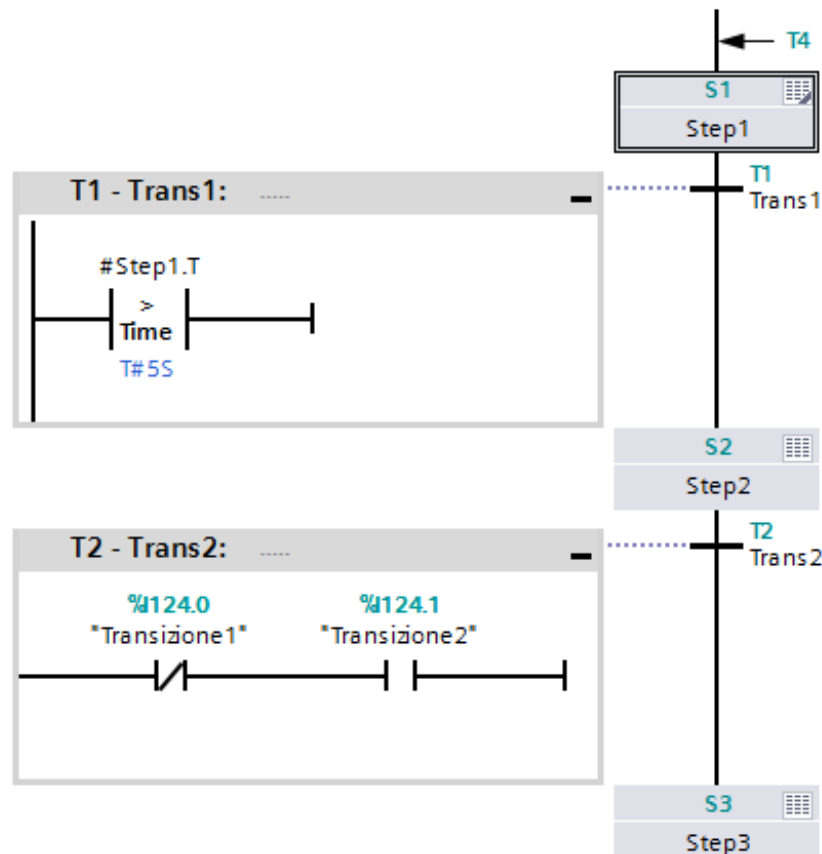 T4
S1
Step1
T1 - Trans1: .....
T1
Trans1
#Step1.T
>
Time
T#5S
S2
Step2
T2 - Trans2: .....
T2
Trans2
%I124.0 %I124.1
"Transizione1" "Transizione2"
S3
Step3